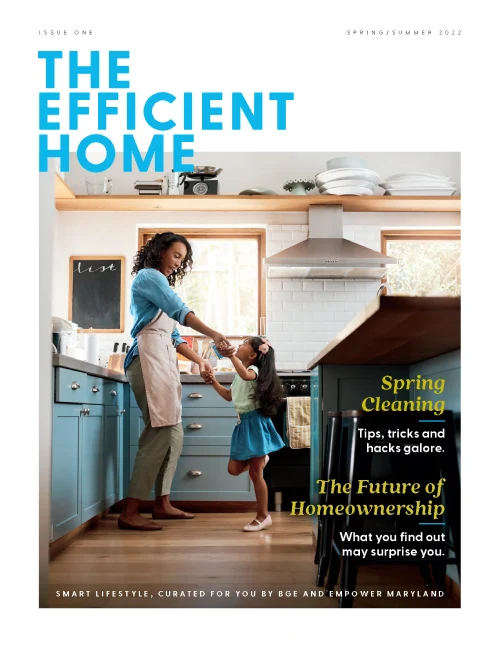 ISSUE ONE
SPRING/SUMMER 2022
THE
EFFICIENT
HOME
list
Spring
Cleaning
Tips, tricks and
hacks galore.
The Future of
Homeownership
What you find out
may surprise you.
SMART LIFESTYLE, CURATED FOR YOU BY BGE AND EMPOWER MARYLAND